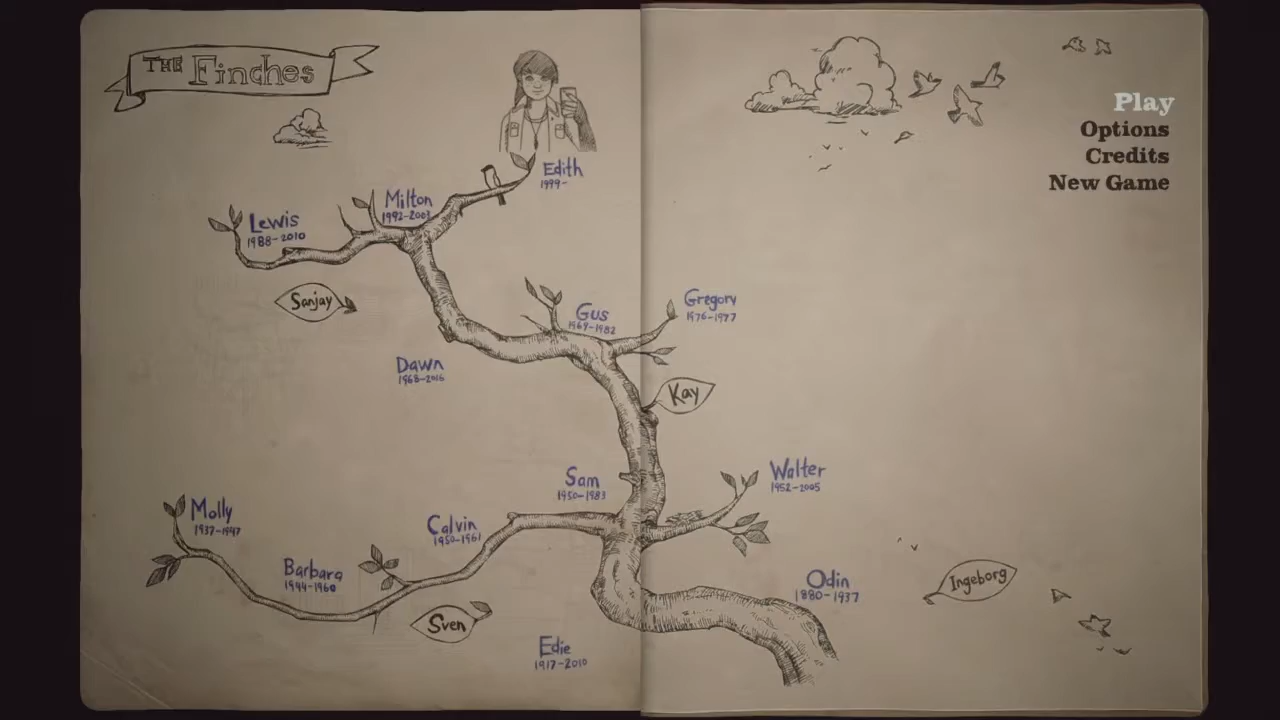 THE Finches
Play
Options
Credits
New Game
Edith
1999-
Milton
1992-2003
Lewis
1988-2010
Sanjay
Gus
1969-1982
Gregory
1976-1977
Dawn
1968-2016
Kay
Sam
1950-1983
Walter
1952-2005
Molly
1937-1947
Calvin
1950-1961
Barbara
1944-1960
Odin
1880-1937
Ingeborg
Sven
Edie
1917-2010